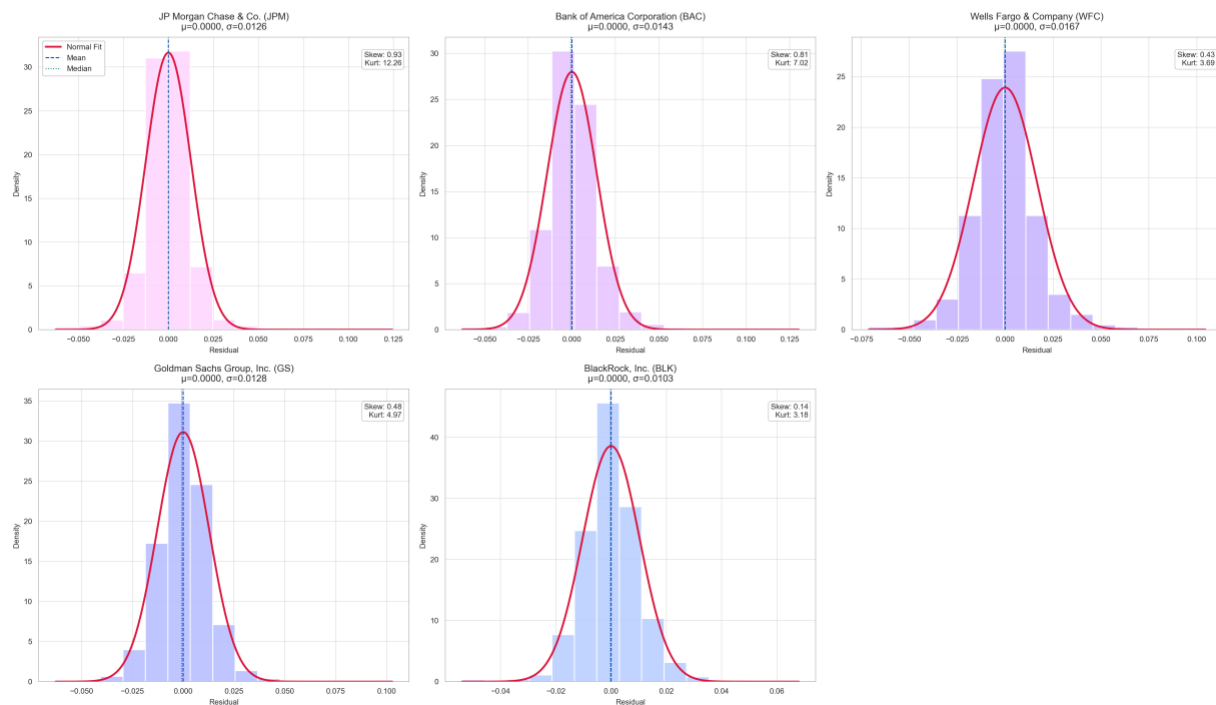 JP Morgan Chase & Co. (JPM)
μ=0.0000, σ=0.0126
Normal Fit
Mean
Median
Skew: 0.93
Kurt: 12.26
Density
30
25
20
15
10
5
0
−0.050
−0.025
0.000
0.025
0.050
0.075
0.100
0.125
Residual
Bank of America Corporation (BAC)
μ=0.0000, σ=0.0143
Skew: 0.81
Kurt: 7.02
Density
30
25
20
15
10
5
0
−0.050
−0.025
0.000
0.025
0.050
0.075
0.100
0.125
Residual
Wells Fargo & Company (WFC)
μ=0.0000, σ=0.0167
Skew: 0.43
Kurt: 3.69
Density
25
20
15
10
5
0
−0.075
−0.050
−0.025
0.000
0.025
0.050
0.075
0.100
Residual
Goldman Sachs Group, Inc. (GS)
μ=0.0000, σ=0.0128
Skew: 0.48
Kurt: 4.97
Density
35
30
25
20
15
10
5
0
−0.050
−0.025
0.000
0.025
0.050
0.075
0.100
Residual
BlackRock, Inc. (BLK)
μ=0.0000, σ=0.0103
Skew: 0.14
Kurt: 3.18
Density
40
30
20
10
0
−0.04
−0.02
0.00
0.02
0.04
0.06
Residual